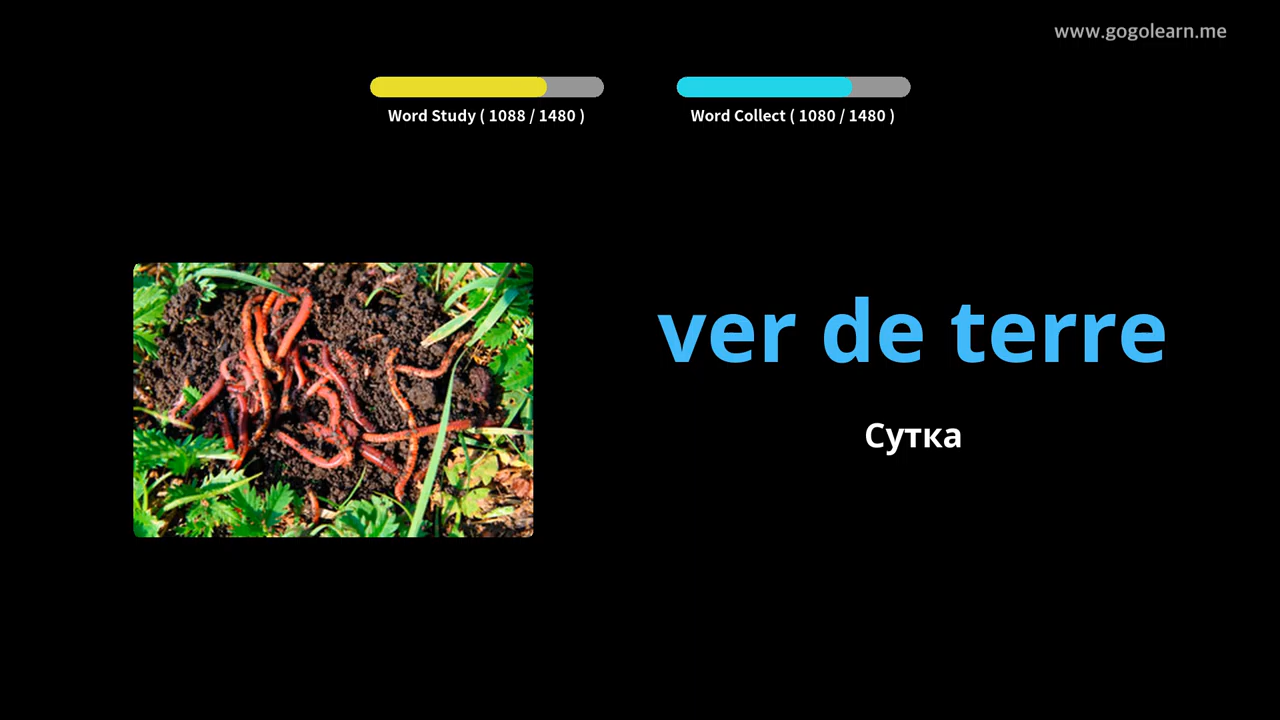 www.gogolearn.me
Word Study ( 1088 / 1480 )
Word Collect ( 1080 / 1480 )
ver de terre
Сутка